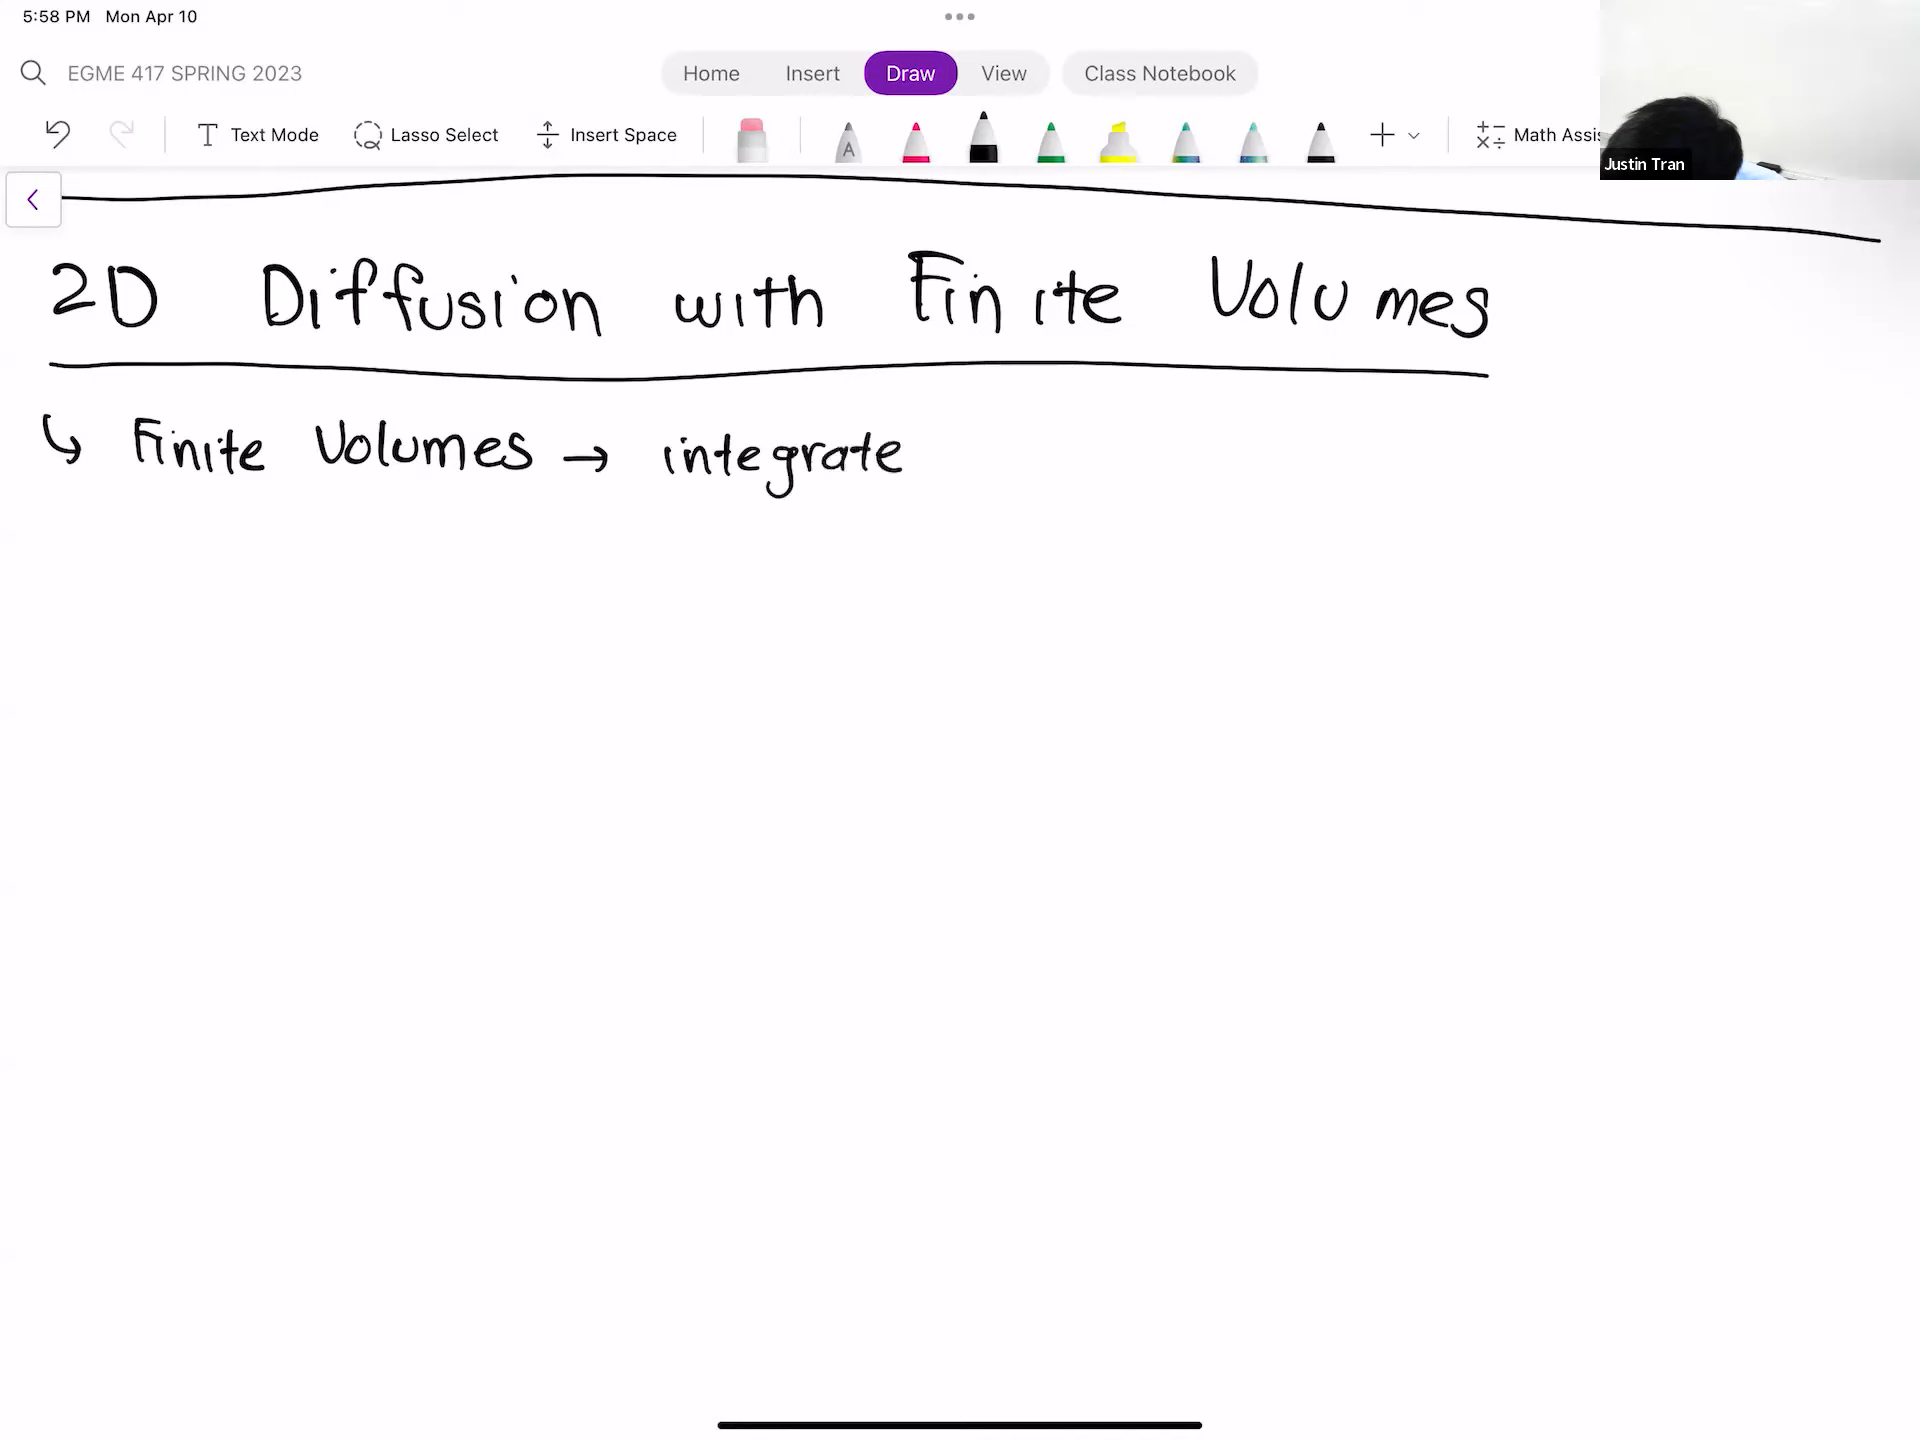 5:58 PM Mon Apr 10
EGME 417 SPRING 2023
Home Insert Draw View Class Notebook
Text Mode Lasso Select Insert Space A Math Assis
Justin Tran
2D Diffusion with Finite Volumes
↳ Finite Volumes → integrate